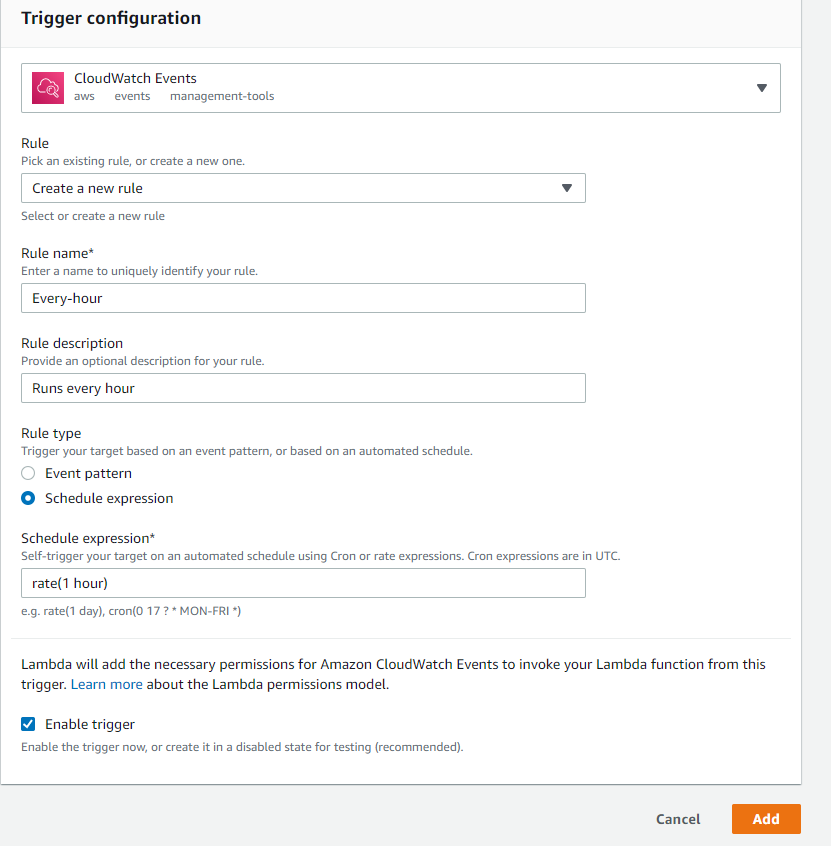 Trigger configuration
CloudWatch Events
aws events management-tools
Rule
Pick an existing rule, or create a new one.
Create a new rule
Select or create a new rule
Rule name*
Enter a name to uniquely identify your rule.
Every-hour
Rule description
Provide an optional description for your rule.
Runs every hour
Rule type
Trigger your target based on an event pattern, or based on an automated schedule.
Event pattern
Schedule expression
Schedule expression*
Self-trigger your target on an automated schedule using Cron or rate expressions. Cron expressions are in UTC.
rate(1 hour)
e.g. rate(1 day), cron(0 17 ? * MON-FRI *)
Lambda will add the necessary permissions for Amazon CloudWatch Events to invoke your Lambda function from this
trigger. Learn more about the Lambda permissions model.
Enable trigger
Enable the trigger now, or create it in a disabled state for testing (recommended).
Cancel Add